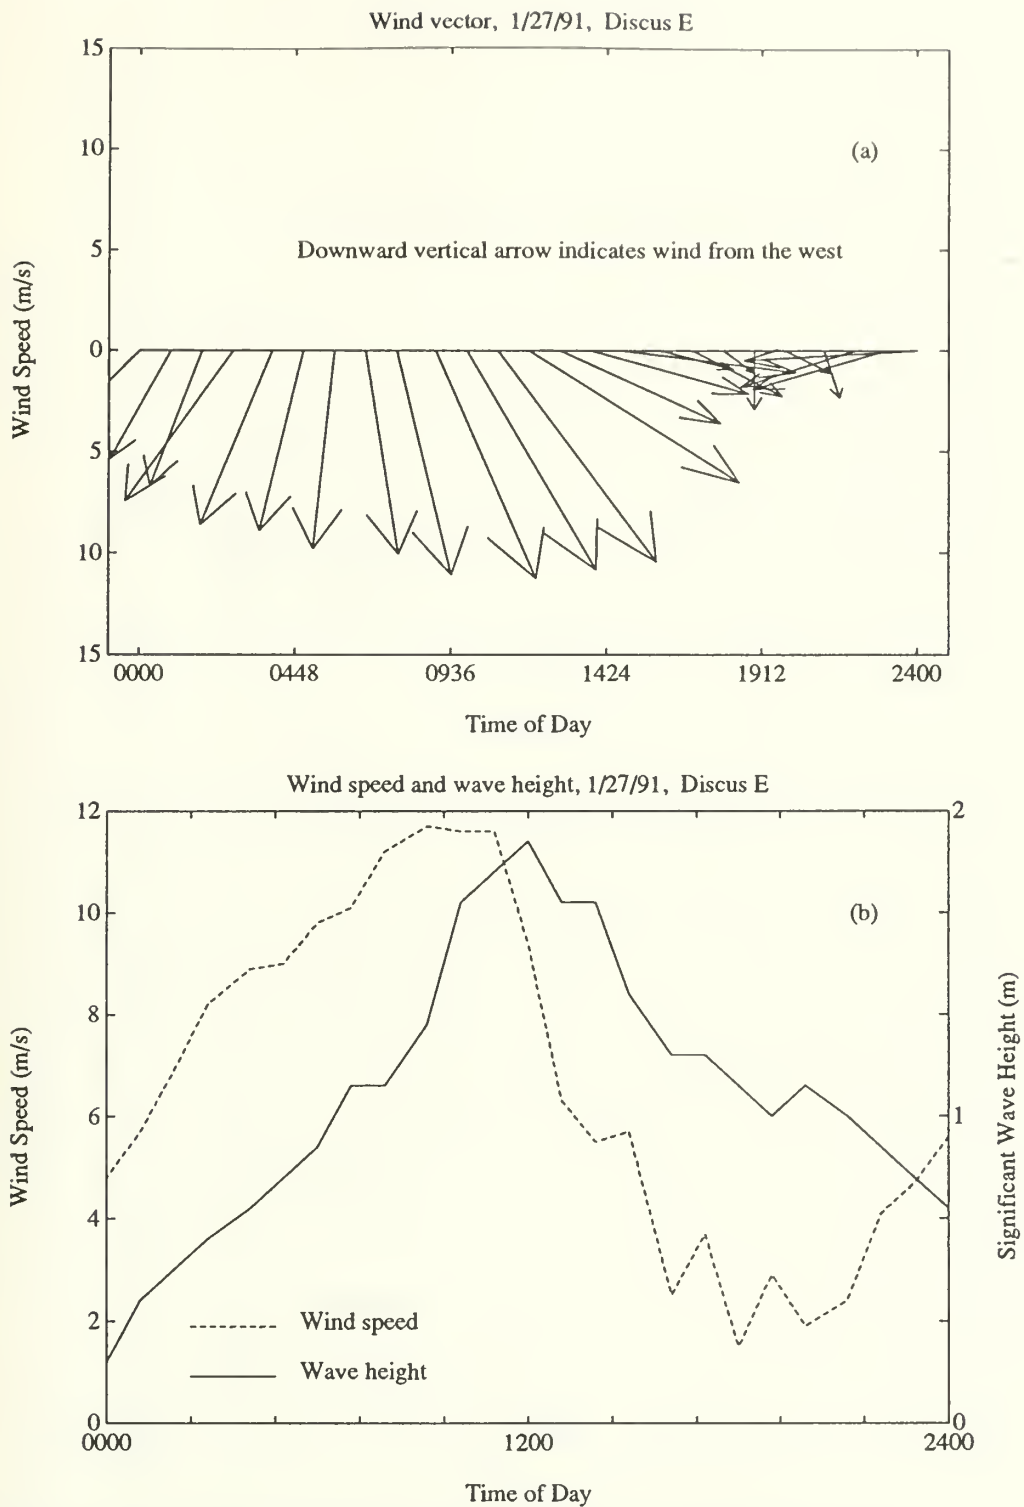 Wind vector, 1/27/91, Discus E
15
10
5
0
5
10
15
Wind Speed (m/s)
(a)
Downward vertical arrow indicates wind from the west
0000 0448 0936 1424 1912 2400
Time of Day
Wind speed and wave height, 1/27/91, Discus E
12
10
8
6
4
2
0
Wind Speed (m/s)
2
1
0
Significant Wave Height (m)
(b)
Wind speed
Wave height
0000 1200 2400
Time of Day